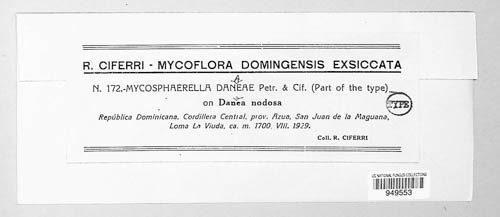 R. CIFERRI - MYCOFLORA DOMINGENSIS EXSICCATA
A
N. 172.-MYCOSPHAERELLA DANEAE Petr. & Cif. (Part of the type)
on Danea nodosa
TYPE
República Dominicana, Cordillera Central, prov. Azua, San Juan de la Maguana,
Loma La Viuda, ca. m. 1700, VIII. 1929.
Coll. R. CIFERRI
US NATIONAL FUNGUS COLLECTIONS
949553